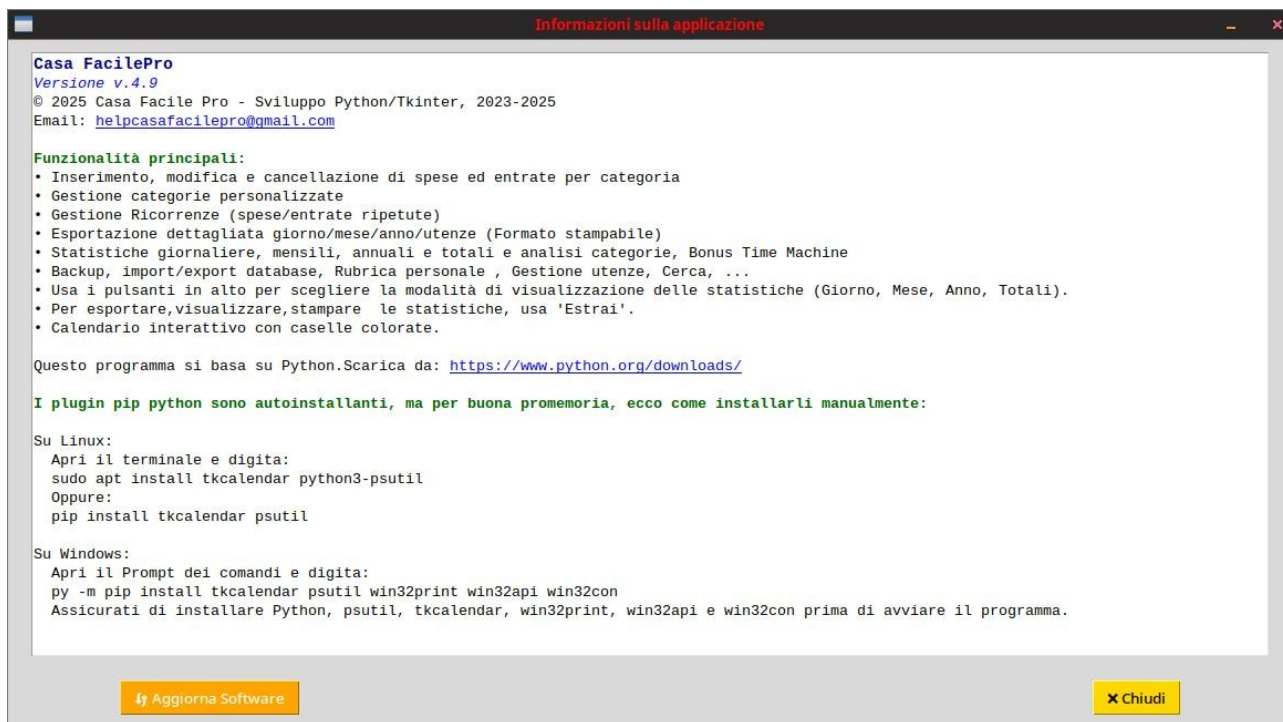 Informazioni sulla applicazione
Casa FacilePro
Versione v.4.9
© 2025 Casa Facile Pro - Sviluppo Python/Tkinter, 2023-2025
Email: helpcasafacilepro@gmail.com
Funzionalità principali:
• Inserimento, modifica e cancellazione di spese ed entrate per categoria
• Gestione categorie personalizzate
• Gestione Ricorrenze (spese/entrate ripetute)
• Esportazione dettagliata giorno/mese/anno/utenze (Formato stampabile)
• Statistiche giornaliere, mensili, annuali e totali e analisi categorie, Bonus Time Machine
• Backup, import/export database, Rubrica personale , Gestione utenze, Cerca, ...
• Usa i pulsanti in alto per scegliere la modalità di visualizzazione delle statistiche (Giorno, Mese, Anno, Totali).
• Per esportare,visualizzare,stampare  le statistiche, usa 'Estrai'.
• Calendario interattivo con caselle colorate.
Questo programma si basa su Python.Scarica da: https://www.python.org/downloads/
I plugin pip python sono autoinstallanti, ma per buona promemoria, ecco come installarli manualmente:
Su Linux:
Apri il terminale e digita:
sudo apt install tkcalendar python3-psutil
Oppure:
pip install tkcalendar psutil
Su Windows:
Apri il Prompt dei comandi e digita:
py -m pip install tkcalendar psutil win32print win32api win32con
Assicurati di installare Python, psutil, tkcalendar, win32print, win32api e win32con prima di avviare il programma.
Aggiorna Software
Chiudi